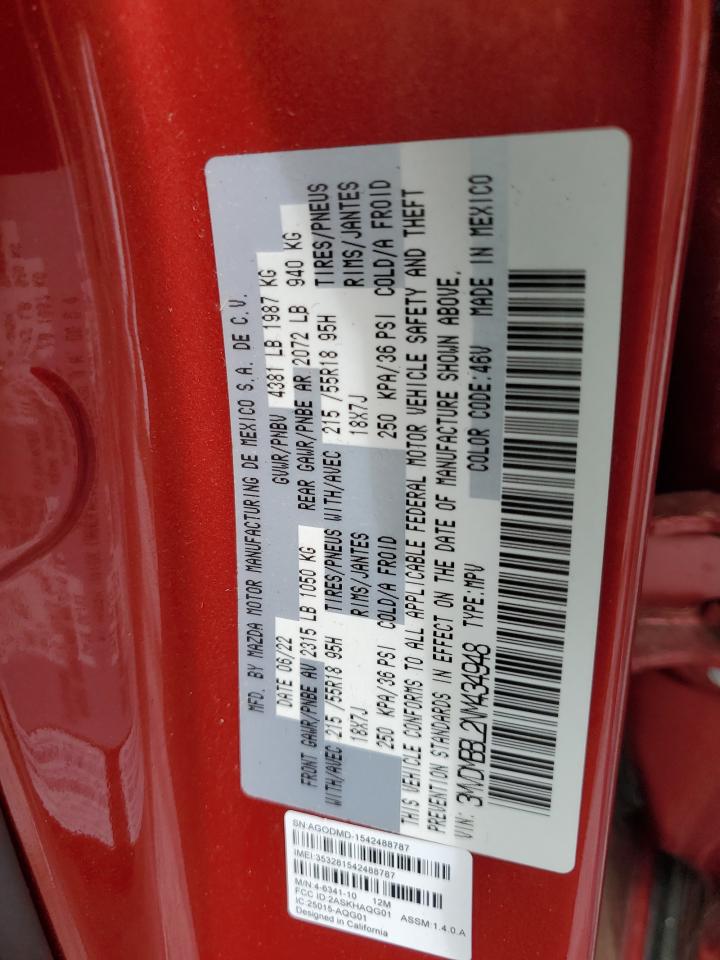 MFD. BY MAZDA MOTOR MANUFACTURING DE MEXICO S.A. DE C.V.
DATE 06/22 GVWR/PNBV 4381 LB 1987 KG
FRONT GAWR/PNBE AV 2315 LB 1050 KG REAR GAWR/PNBE AR 2072 LB 940 KG
WITH/AVEC 215 /55R18 95H TIRES/PNEUS WITH/AVEC 215 /55R18 95H TIRES/PNEUS
18X7J RIMS/JANTES 18X7J RIMS/JANTES
250 KPA/36 PSI COLD/A FROID 250 KPA/36 PSI COLD/A FROID
THIS VEHICLE CONFORMS TO ALL APPLICABLE FEDERAL MOTOR VEHICLE SAFETY AND THEFT
PREVENTION STANDARDS IN EFFECT ON THE DATE OF MANUFACTURE SHOWN ABOVE.
VIN: 3MVDMBBL2NM434948 TYPE:MPV COLOR CODE:46V MADE IN MEXICO
SN:AGODMD-1542488787
IMEI:353281542488787
M/N:4-6341-10 12M
FCC ID:2ASKHAQG01
IC:25015-AQG01 ASSM:1.4.0.A
Designed in California